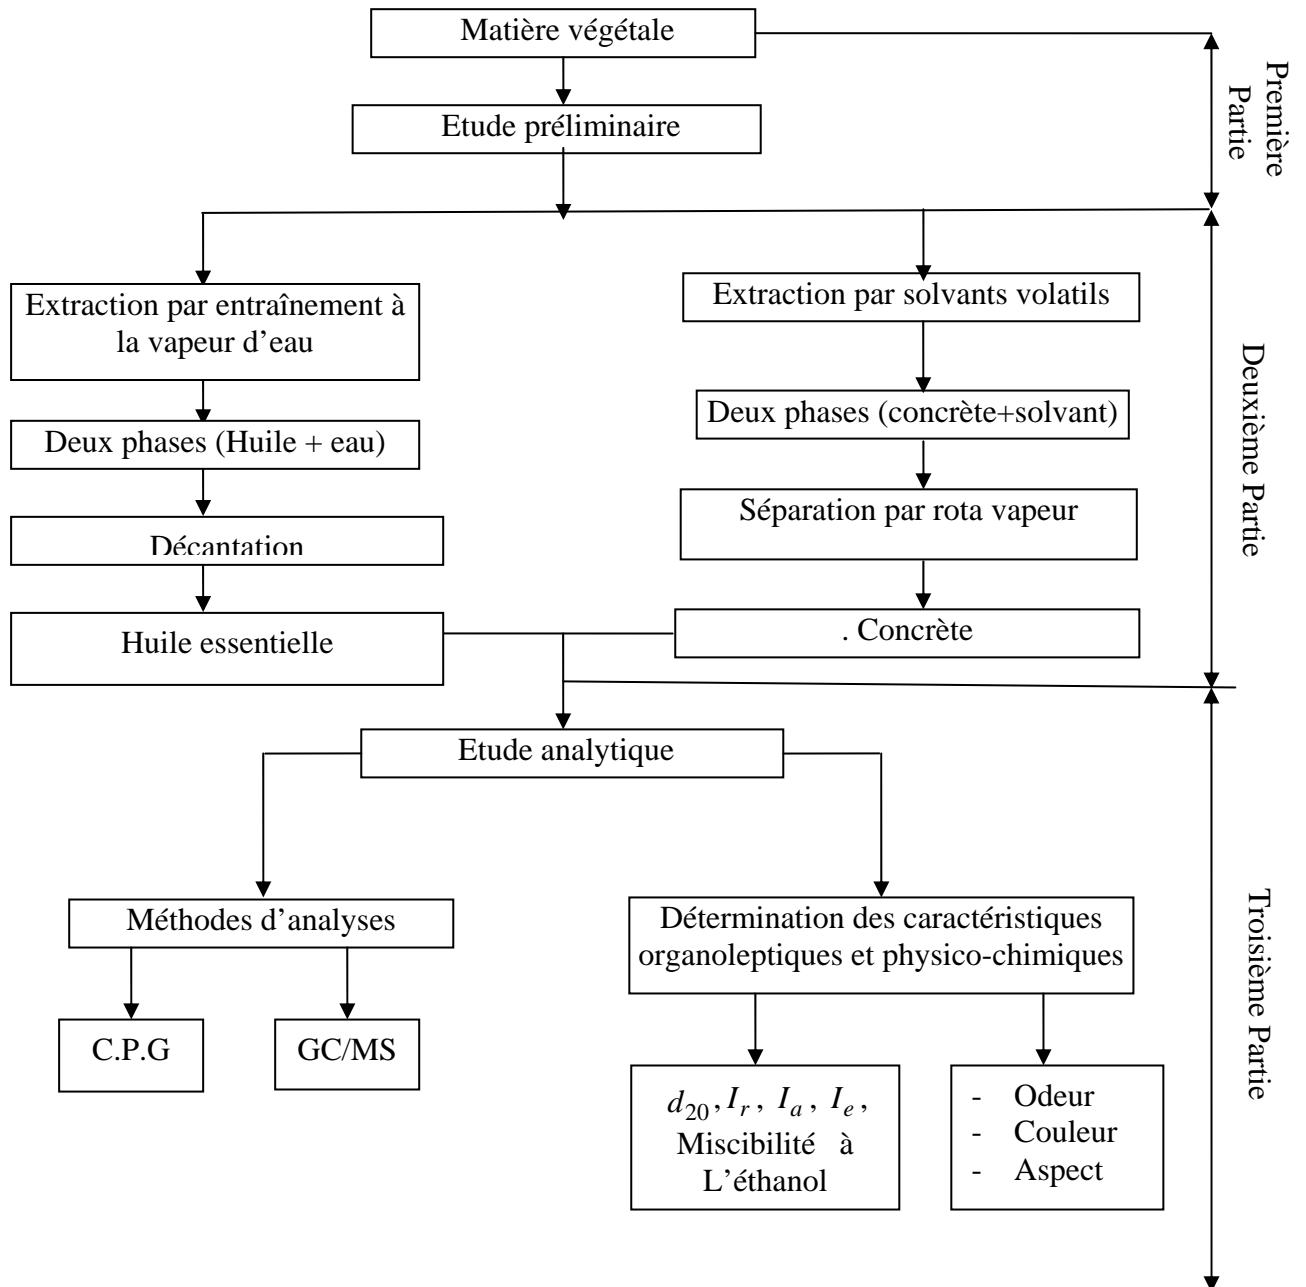 Matière végétale
Première
Partie
Etude préliminaire
Extraction par entraînement à
la vapeur d’eau
Extraction par solvants volatils
Deuxième Partie
Deux phases (Huile + eau)
Deux phases (concrète+solvant)
Décantation
Séparation par rota vapeur
Huile essentielle
. Concrète
Etude analytique
Troisième Partie
Méthodes d’analyses
Détermination des caractéristiques
organoleptiques et physico-chimiques
C.P.G
GC/MS
d20, Ir, Ia, Ie,
Miscibilité à
L’éthanol
- Odeur
- Couleur
- Aspect